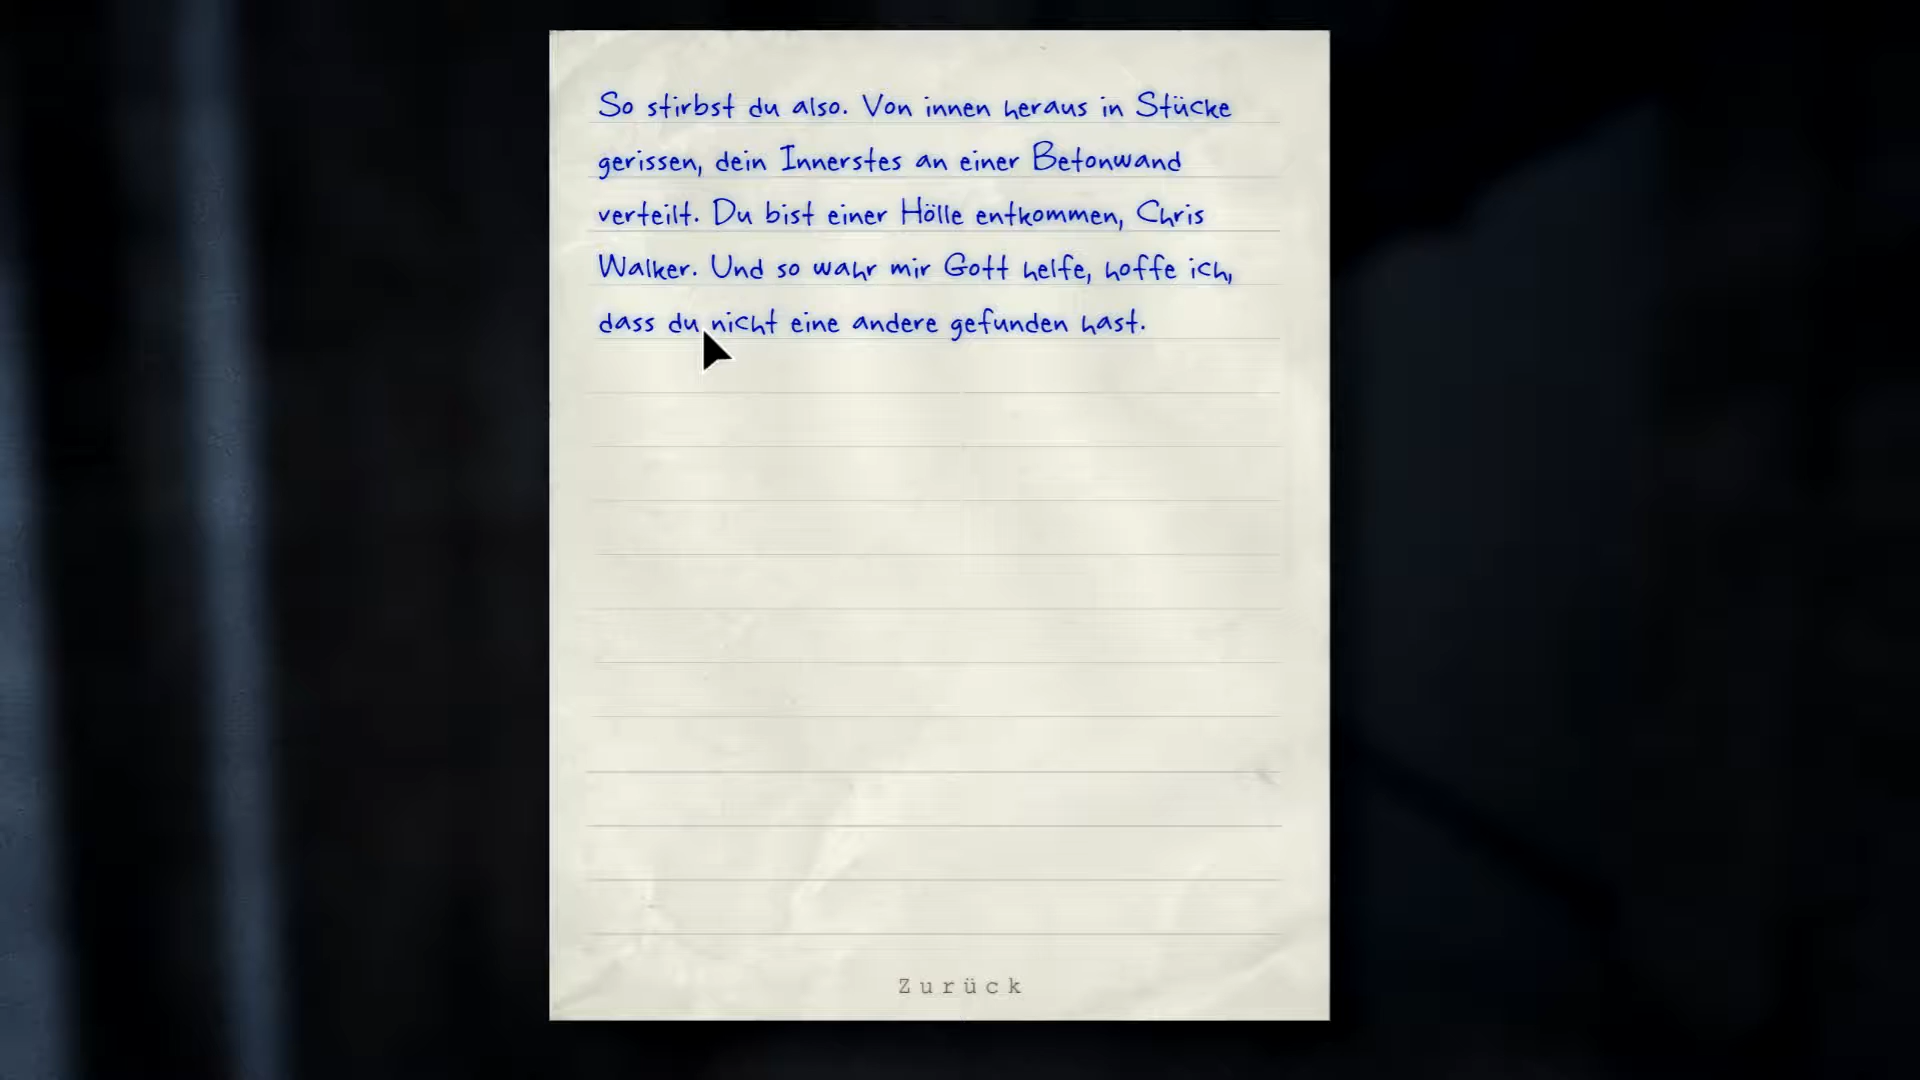 So stirbst du also. Von innen heraus in Stücke
gerissen, dein Innerstes an einer Betonwand
verteilt. Du bist einer Hölle entkommen, Chris
Walker. Und so wahr mir Gott helfe, hoffe ich,
dass du nicht eine andere gefunden hast.
Zurück